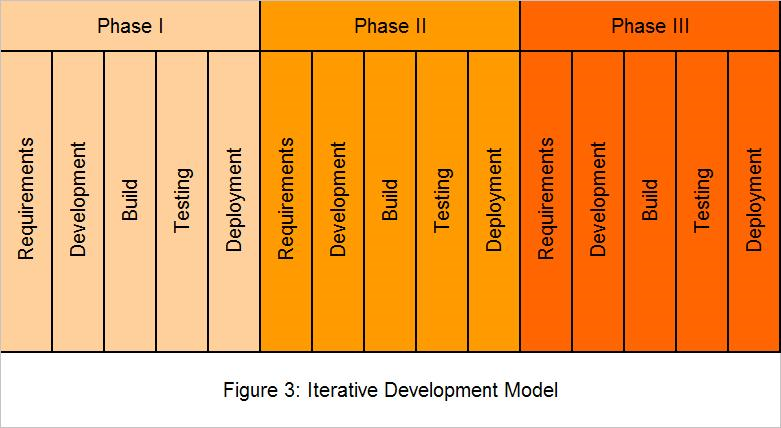 Phase I
Phase II
Phase III
Requirements
Development
Build
Testing
Deployment
Requirements
Development
Build
Testing
Deployment
Requirements
Development
Build
Testing
Deployment
Figure 3: Iterative Development Model